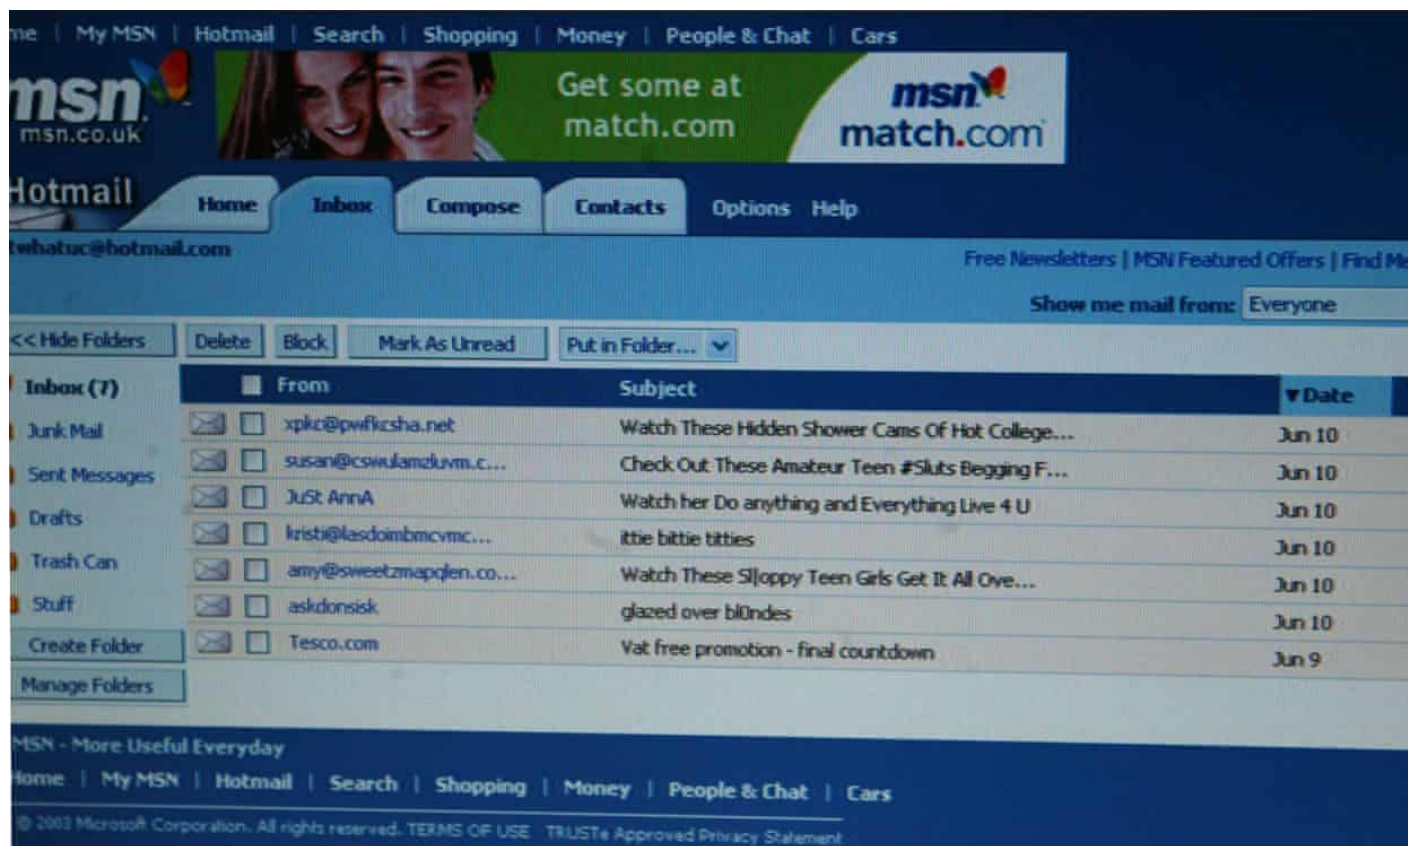 me | My MSN | Hotmail | Search | Shopping | Money | People & Chat | Cars
msn
msn.co.uk
Get some at
match.com
msn
match.com
Hotmail
Home Inbox Compose Contacts Options Help
twhatuc@hotmail.com
Free Newsletters | MSN Featured Offers | Find Me
Show me mail from: Everyone
<< Hide Folders Delete Block Mark As Unread Put in Folder...
Inbox (7)
Junk Mail
Sent Messages
Drafts
Trash Can
Stuff
Create Folder
Manage Folders
From Subject Date
xpkc@pwfkcsha.net Watch These Hidden Shower Cams Of Hot College... Jun 10
susan@cswulamzluvm.c... Check Out These Amateur Teen #Sluts Begging F... Jun 10
JuSt AnnA Watch her Do anything and Everything Live 4 U Jun 10
kristi@lasdoimbmcvmc... ittie bittie titties Jun 10
amy@sweetzmapqlen.co... Watch These Sl|oppy Teen Girls Get It All Ove... Jun 10
askdonsisk glazed over bl0ndes Jun 10
Tesco.com Vat free promotion - final countdown Jun 9
MSN - More Useful Everyday
Home | My MSN | Hotmail | Search | Shopping | Money | People & Chat | Cars
© 2003 Microsoft Corporation. All rights reserved. TERMS OF USE TRUSTe Approved Privacy Statement